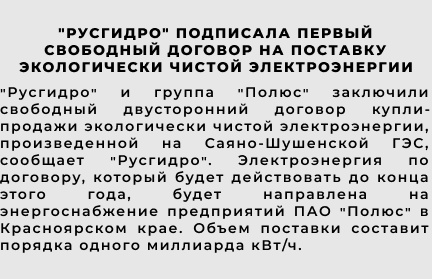 "РУСГИДРО" ПОДПИСАЛА ПЕРВЫЙ
СВОБОДНЫЙ ДОГОВОР НА ПОСТАВКУ
ЭКОЛОГИЧЕСКИ ЧИСТОЙ ЭЛЕКТРОЭНЕРГИИ
"Русгидро" и группа "Полюс" заключили
свободный двусторонний договор купли-
продажи экологически чистой электроэнергии,
произведенной на Саяно-Шушенской ГЭС,
сообщает "Русгидро". Электроэнергия по
договору, который будет действовать до конца
этого года, будет направлена на
энергоснабжение предприятий ПАО "Полюс" в
Красноярском крае. Объем поставки составит
порядка одного миллиарда кВт/ч.